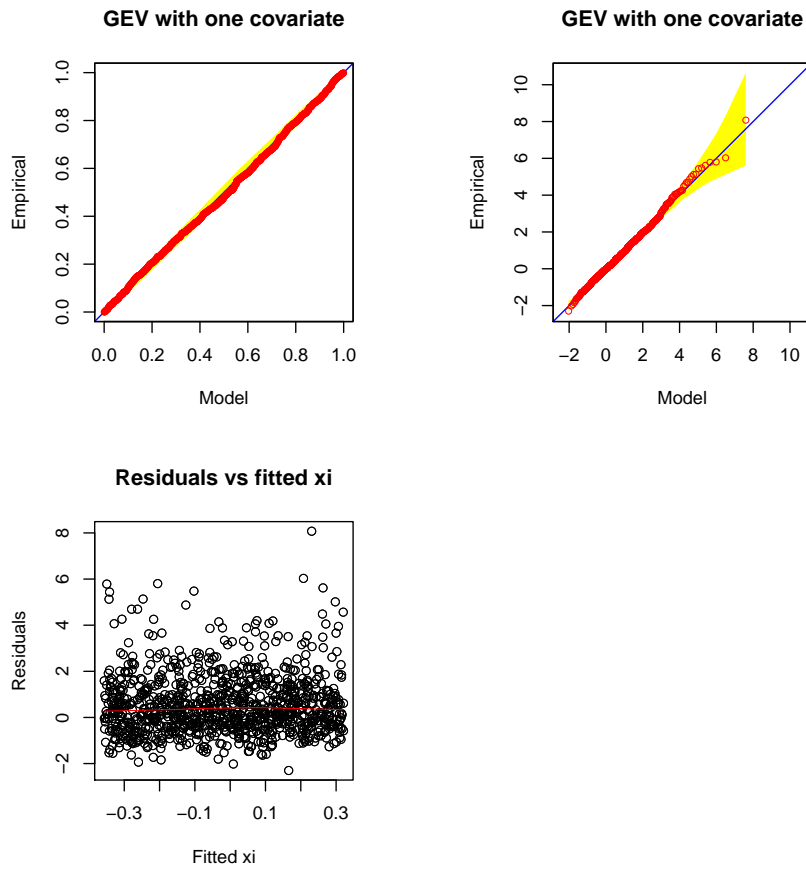 GEV with one covariate
Empirical
1.0
0.8
0.6
0.4
0.2
0.0
0.0 0.2 0.4 0.6 0.8 1.0
Model
GEV with one covariate
Empirical
10
8
6
4
2
0
−2
−2 0 2 4 6 8 10
Model
Residuals vs fitted xi
Residuals
8
6
4
2
0
−2
−0.3 −0.1 0.1 0.3
Fitted xi